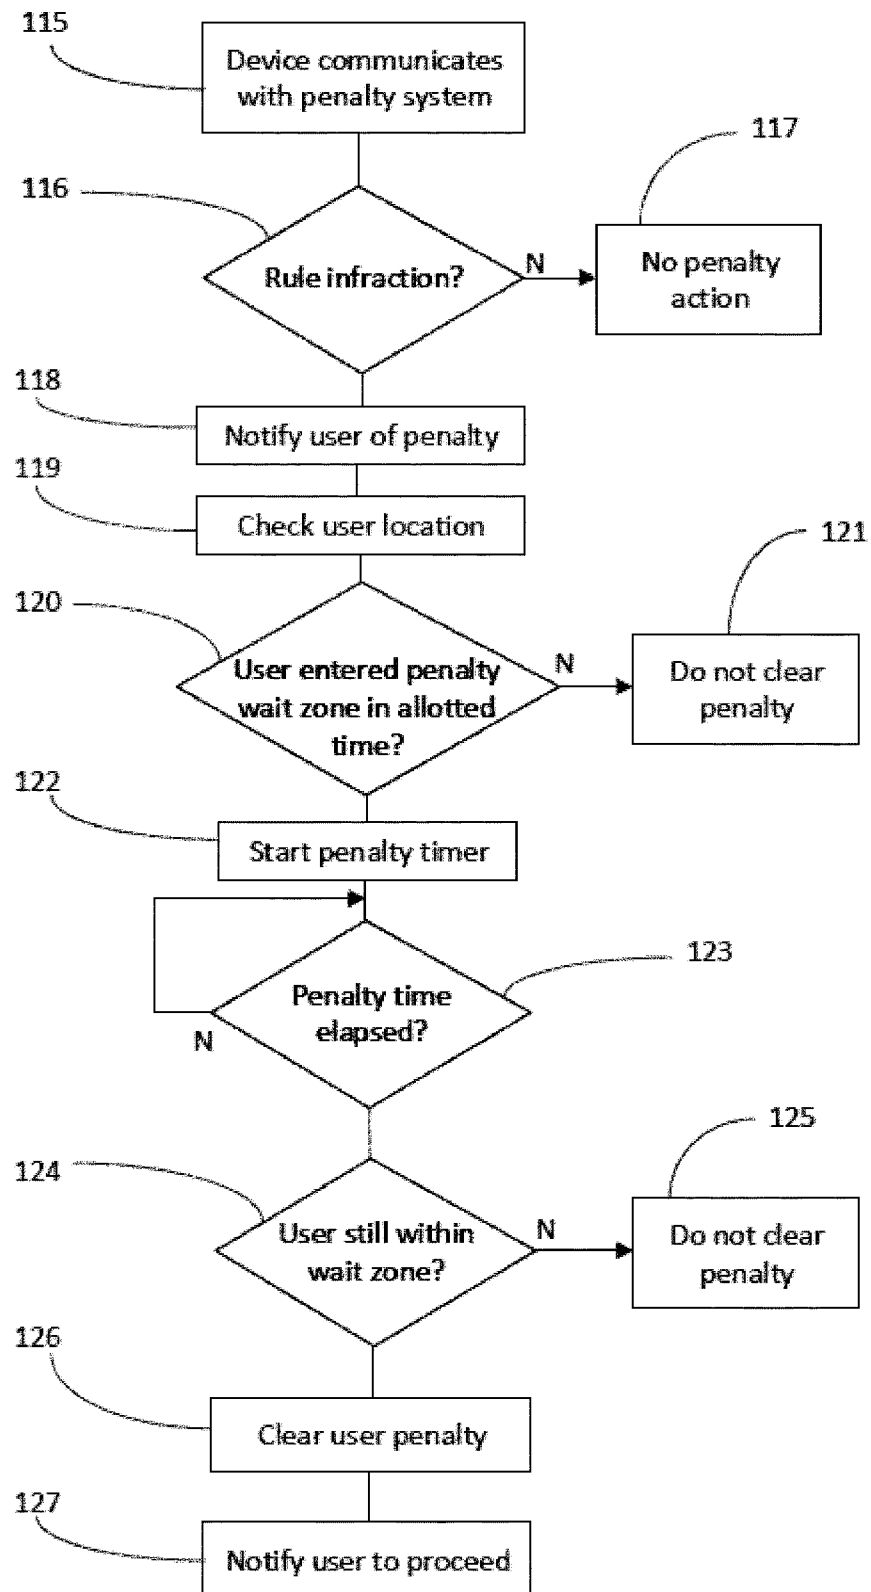 115
Device communicates
with penalty system
117
116
Rule infraction?
N
No penalty
action
118
Notify user of penalty
119
Check user location
121
120
User entered penalty
wait zone in allotted
time?
N
Do not clear
penalty
122
Start penalty timer
123
Penalty time
elapsed?
N
125
124
User still within
wait zone?
N
Do not clear
penalty
126
Clear user penalty
127
Notify user to proceed